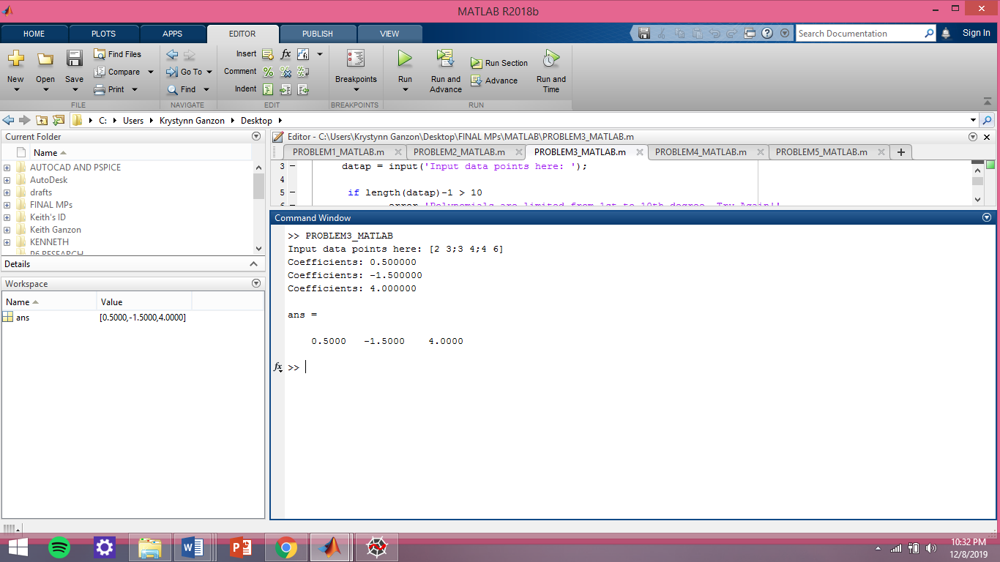 MATLAB R2018b
HOME PLOTS APPS EDITOR PUBLISH VIEW
Search Documentation
Sign In
New Open Save
Find Files
Compare
Print
FILE
Go To
Find
NAVIGATE
Insert fx
Comment
Indent
EDIT
Breakpoints
BREAKPOINTS
Run
Run and Advance
Run Section
Advance
Run and Time
RUN
C: Users Krystynn Ganzon Desktop
Current Folder
Name
AUTOCAD AND PSPICE
AutoDesk
drafts
FINAL MPs
Keith's ID
Keith Ganzon
KENNETH
R6 RESEARCH
Details
Workspace
Name Value
ans [0.5000,-1.5000,4.0000]
Editor - C:\Users\Krystynn Ganzon\Desktop\FINAL MPs\MATLAB\PROBLEM3_MATLAB.m
PROBLEM1_MATLAB.m PROBLEM2_MATLAB.m PROBLEM3_MATLAB.m PROBLEM4_MATLAB.m PROBLEM5_MATLAB.m +
3 – datap = input('Input data points here: ');
4
5 – if length(datap)-1 > 10
6 – error 'Polynomials are limited from 1st to 10th degree. Try Again!'
Command Window
>> PROBLEM3_MATLAB
Input data points here: [2 3;3 4;4 6]
Coefficients: 0.500000
Coefficients: -1.500000
Coefficients: 4.000000
ans =
0.5000 -1.5000 4.0000
fx >>
10:32 PM
12/8/2019